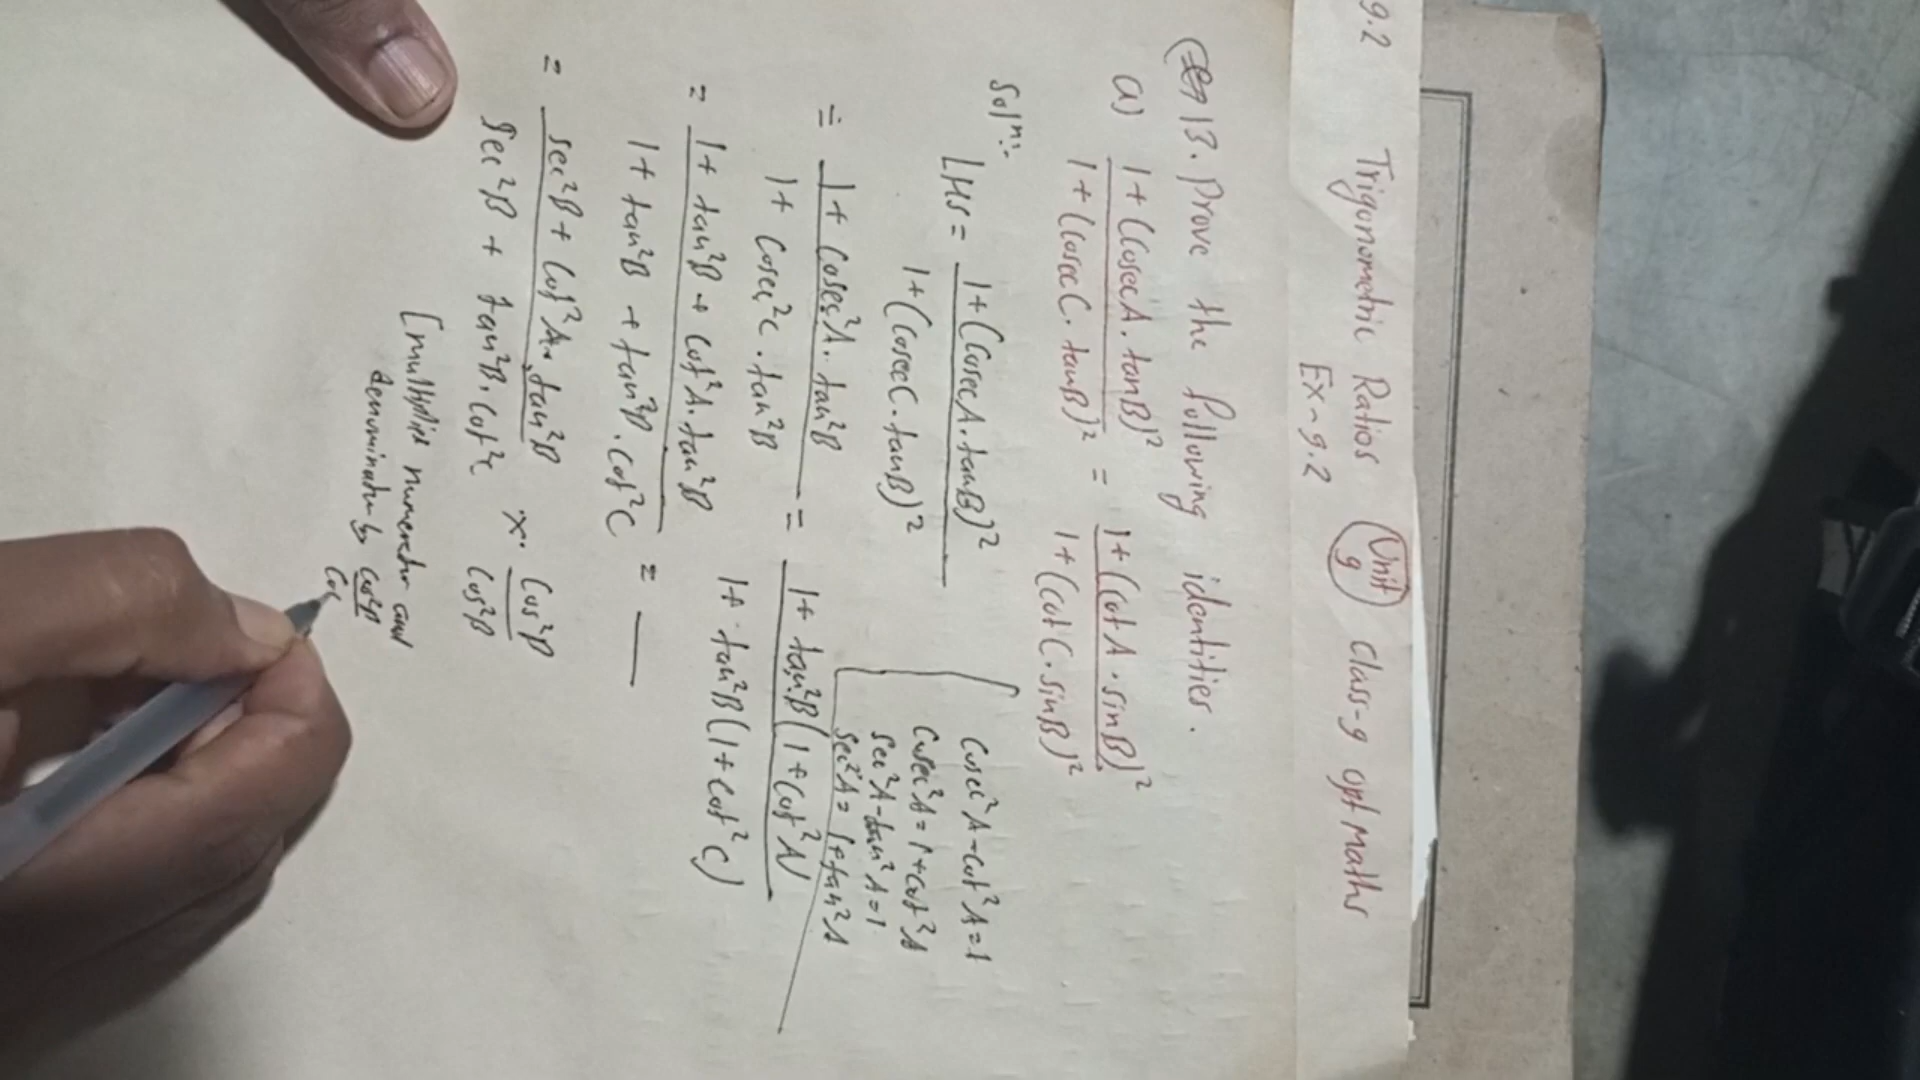 9.2 Trigonometric Ratios Unit 9 class-9 opt maths
Ex-9.2
13. Prove the following identities.
a) 1+(CosecA.tanB)² / 1+(CosecC.tanB)² = 1+(CotA.sinB)² / 1+(CotC.sinB)²
Solⁿ:-
LHS = 1+(CosecA.tanB)² / 1+(CosecC.tanB)²
Cosec²A-Cot²A=1
Cosec²A=1+Cot²A
Sec²A-tan²A=1
Sec²A=1+tan²A
= 1+Cosec²A.tan²B / 1+Cosec²C.tan²B = 1+tan²B(1+Cot²A) / 1+tan²B(1+Cot²C)
= 1+tan²B+Cot²A.tan²B / 1+tan²B+tan²B.Cot²C =
= Sec²B+Cot²A.tan²B / Sec²B+tan²B.Cot²C × Cos²B / Cos²B
[multiplied numerator and
denominator by Cos²B
Co